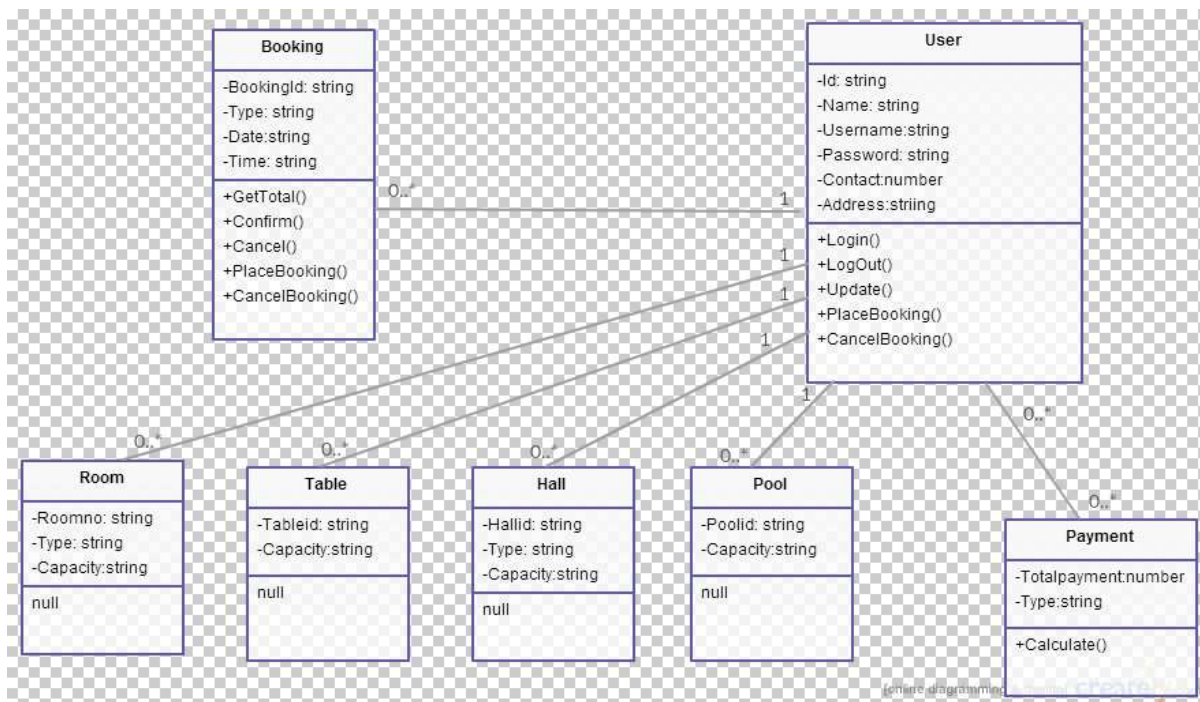 Booking
-BookingId: string
-Type: string
-Date:string
-Time: string
+GetTotal()
+Confirm()
+Cancel()
+PlaceBooking()
+CancelBooking()
User
-Id: string
-Name: string
-Username:string
-Password: string
-Contact:number
-Address:striing
+Login()
+LogOut()
+Update()
+PlaceBooking()
+CancelBooking()
0..*
1
1
1
1
1
0..*
0..*
0..*
0..*
0..*
0..*
Room
-Roomno: string
-Type: string
-Capacity:string
null
Table
-Tableid: string
-Capacity:string
null
Hall
-Hallid: string
-Type: string
-Capacity:string
null
Pool
-Poolid: string
-Capacity:string
null
Payment
-Totalpayment:number
-Type:string
+Calculate()
[online diagramming
create